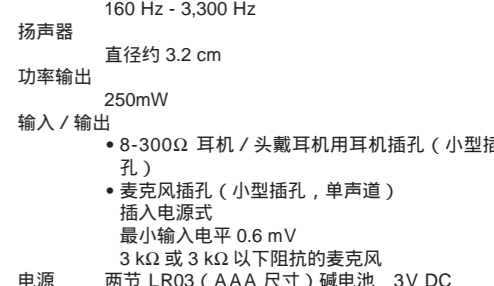 160 Hz - 3,300 Hz
扬声器
直径约 3.2 cm
功率输出
250mW
输入 / 输出
• 8-300Ω 耳机 / 头戴耳机用耳机插孔（小型插
孔）
• 麦克风插孔（小型插孔，单声道）
插入电源式
最小输入电平 0.6 mV
3 kΩ 或 3 kΩ 以下阻抗的麦克风
电源 两节 LR03（AAA 尺寸）碱电池 3V DC